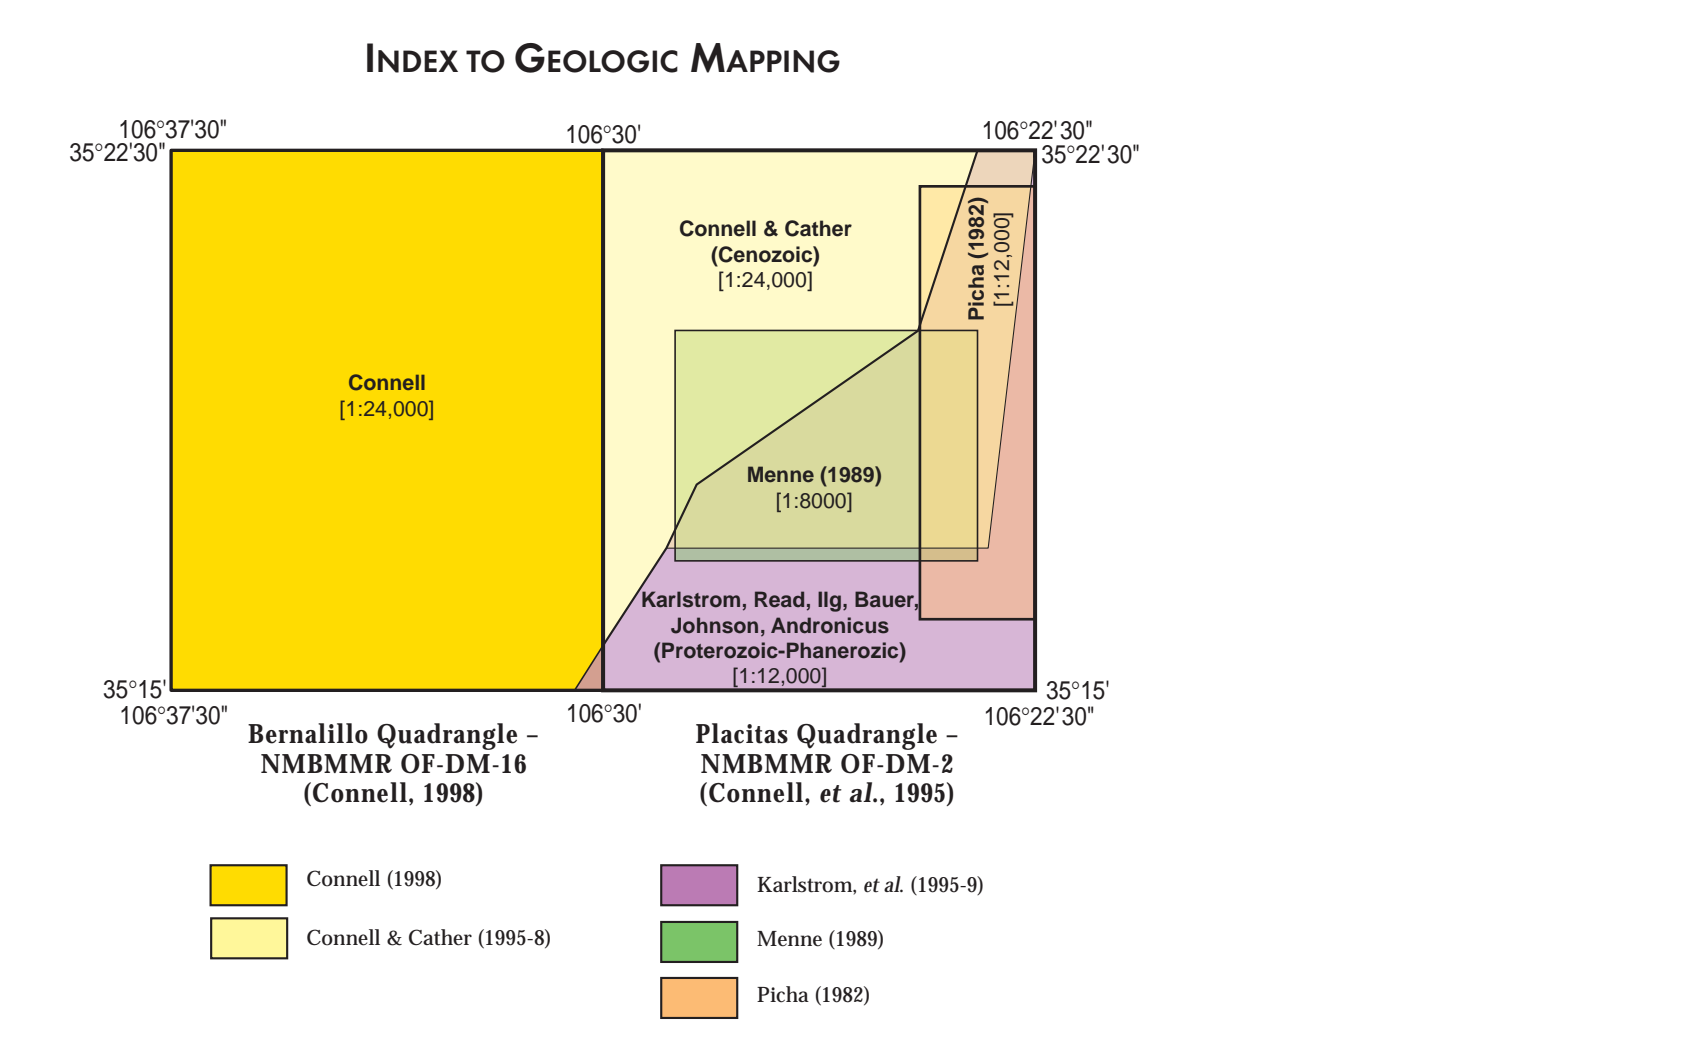 INDEX TO GEOLOGIC MAPPING
106°37'30"
106°30'
106°22'30"
35°22'30"
35°22'30"
Connell & Cather
(Cenozoic)
[1:24,000]
Picha (1982)
[1:12,000]
Connell
[1:24,000]
Menne (1989)
[1:8000]
Karlstrom, Read, Ilg, Bauer,
Johnson, Andronicus
(Proterozoic-Phanerozic)
[1:12,000]
35°15'
35°15'
106°37'30"
106°30'
106°22'30"
Bernalillo Quadrangle –
NMBMMR OF-DM-16
(Connell, 1998)
Placitas Quadrangle –
NMBMMR OF-DM-2
(Connell, et al., 1995)
Connell (1998)
Connell & Cather (1995-8)
Karlstrom, et al. (1995-9)
Menne (1989)
Picha (1982)